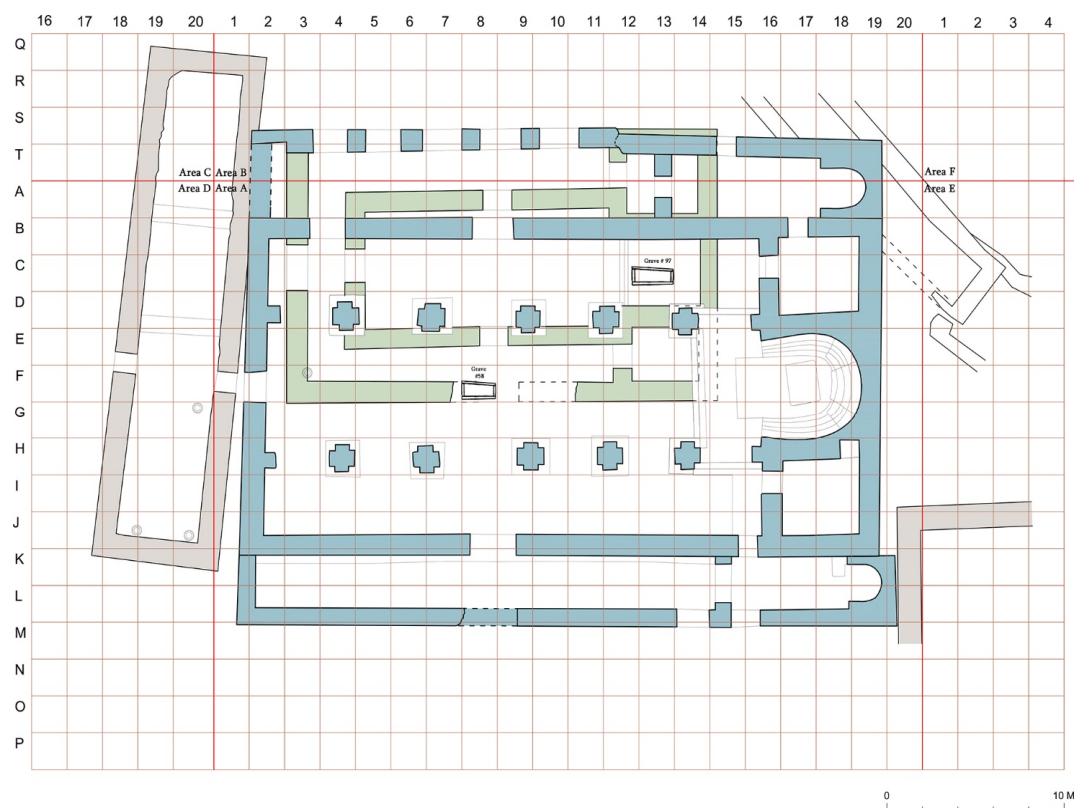 16 17 18 19 20 1 2 3 4 5 6 7 8 9 10 11 12 13 14 15 16 17 18 19 20 1 2 3 4
Q
R
S
T
Area C Area B Area F
Area D Area A Area E
A
B
C Grave # 97
D
E
F Grave
#58
G
H
I
J
K
L
M
N
O
P
0 10 M